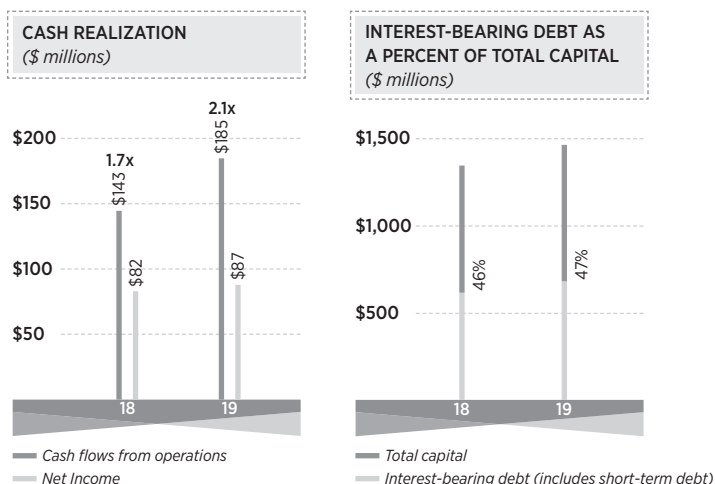 CASH REALIZATION
($ millions)
2.1x
$185
$200
1.7x
$143
$150
$100
$82
$87
$50
18
19
Cash flows from operations
Net Income
INTEREST-BEARING DEBT AS
A PERCENT OF TOTAL CAPITAL
($ millions)
$1,500
$1,000
46%
47%
$500
18
19
Total capital
Interest-bearing debt (includes short-term debt)